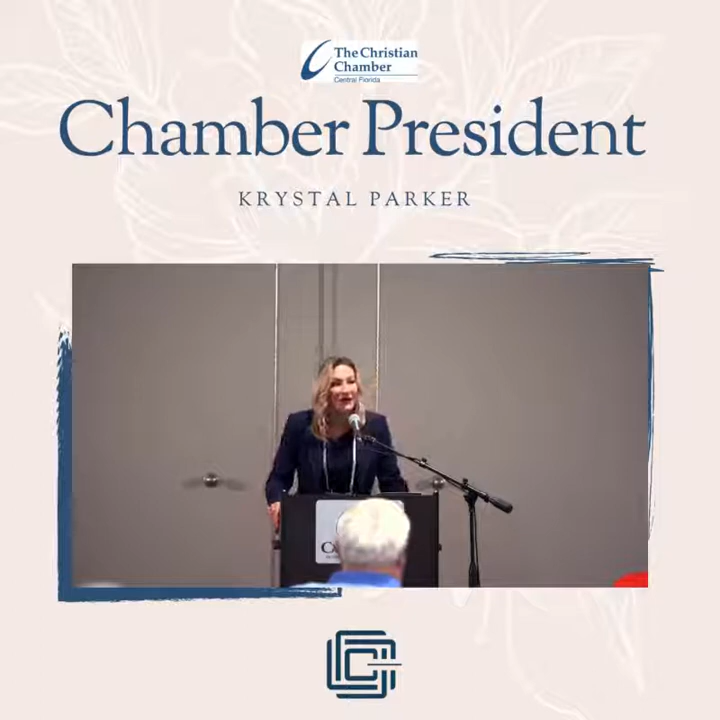 The Christian
Chamber
Central Florida
Chamber President
KRYSTAL PARKER